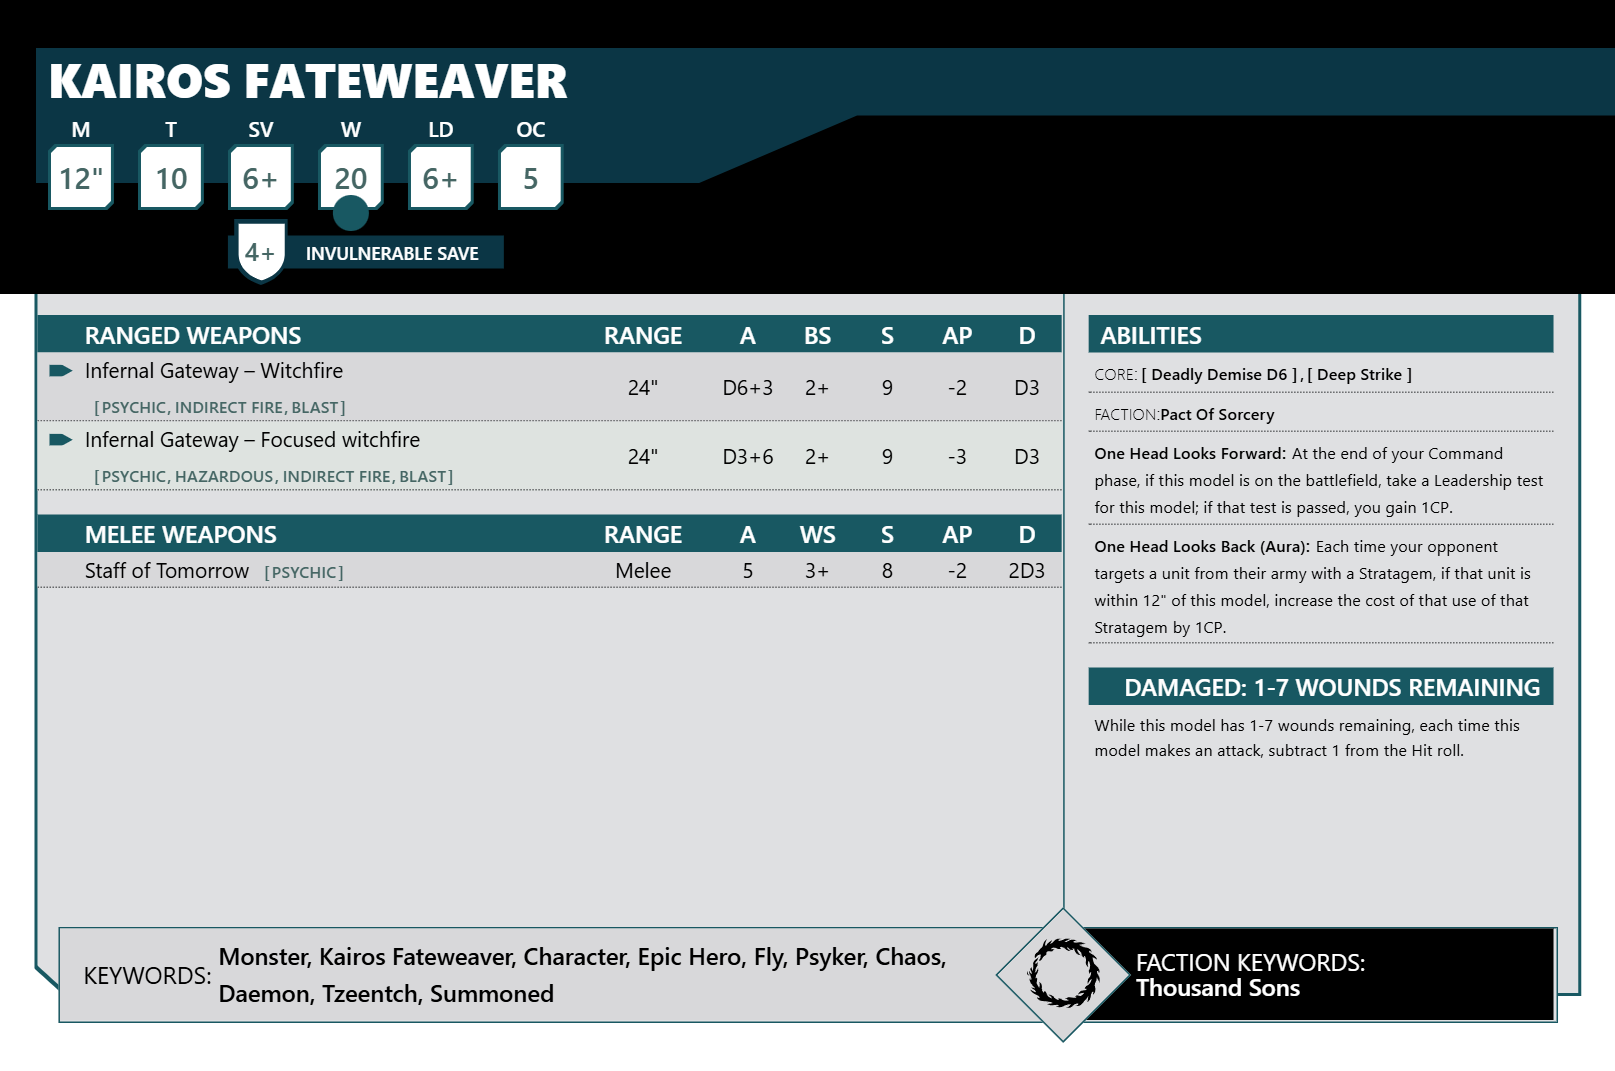 KAIROS FATEWEAVER
M T SV W LD OC
12" 10 6+ 20 6+ 5
4+ INVULNERABLE SAVE
RANGED WEAPONS RANGE A BS S AP D
Infernal Gateway – Witchfire
24" D6+3 2+ 9 -2 D3
[PSYCHIC, INDIRECT FIRE, BLAST]
Infernal Gateway – Focused witchfire
24" D3+6 2+ 9 -3 D3
[PSYCHIC, HAZARDOUS, INDIRECT FIRE, BLAST]
MELEE WEAPONS RANGE A WS S AP D
Staff of Tomorrow [PSYCHIC] Melee 5 3+ 8 -2 2D3
ABILITIES
CORE: [ Deadly Demise D6 ] , [ Deep Strike ]
FACTION:Pact Of Sorcery
One Head Looks Forward: At the end of your Command
phase, if this model is on the battlefield, take a Leadership test
for this model; if that test is passed, you gain 1CP.
One Head Looks Back (Aura): Each time your opponent
targets a unit from their army with a Stratagem, if that unit is
within 12" of this model, increase the cost of that use of that
Stratagem by 1CP.
DAMAGED: 1-7 WOUNDS REMAINING
While this model has 1-7 wounds remaining, each time this
model makes an attack, subtract 1 from the Hit roll.
KEYWORDS: Monster, Kairos Fateweaver, Character, Epic Hero, Fly, Psyker, Chaos,
Daemon, Tzeentch, Summoned
FACTION KEYWORDS:
Thousand Sons